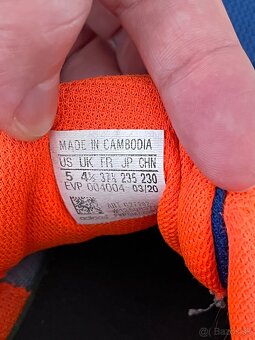 MADE IN CAMBODIA
US UK FR JP CHN
5 4½ 37⅓ 235 230
EVP 004004 03/20
adidas